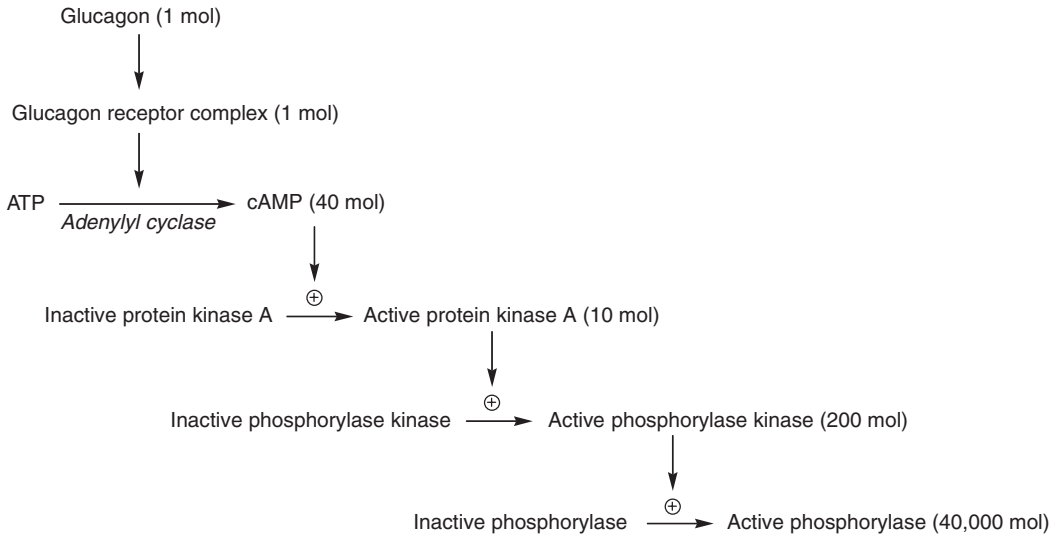 Glucagon (1 mol)
Glucagon receptor complex (1 mol)
ATP
Adenylyl cyclase
cAMP (40 mol)
Inactive protein kinase A
Active protein kinase A (10 mol)
Inactive phosphorylase kinase
Active phosphorylase kinase (200 mol)
Inactive phosphorylase
Active phosphorylase (40,000 mol)